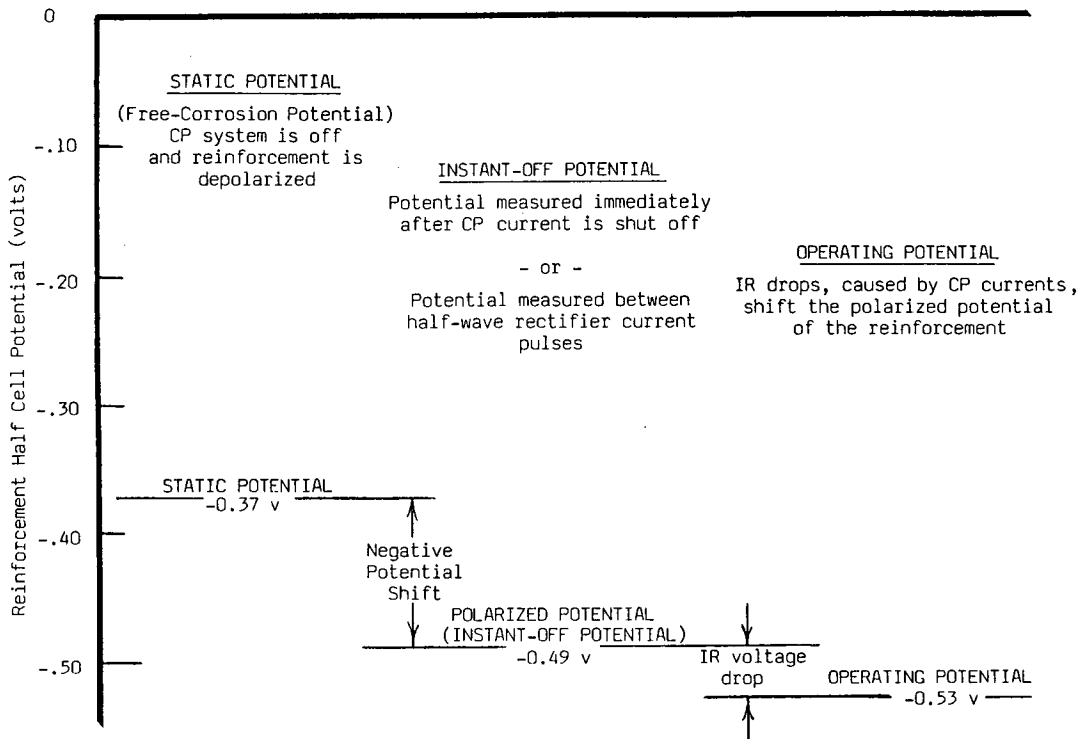 0
-.10
-.20
-.30
-.40
-.50
Reinforcement Half Cell Potential (volts)
STATIC POTENTIAL
(Free-Corrosion Potential)
CP system is off
and reinforcement is
depolarized
INSTANT-OFF POTENTIAL
Potential measured immediately
after CP current is shut off
- or -
Potential measured between
half-wave rectifier current
pulses
OPERATING POTENTIAL
IR drops, caused by CP currents,
shift the polarized potential
of the reinforcement
STATIC POTENTIAL
-0.37 v
Negative
Potential
Shift
POLARIZED POTENTIAL
(INSTANT-OFF POTENTIAL)
-0.49 v
IR voltage
drop
OPERATING POTENTIAL
-0.53 v